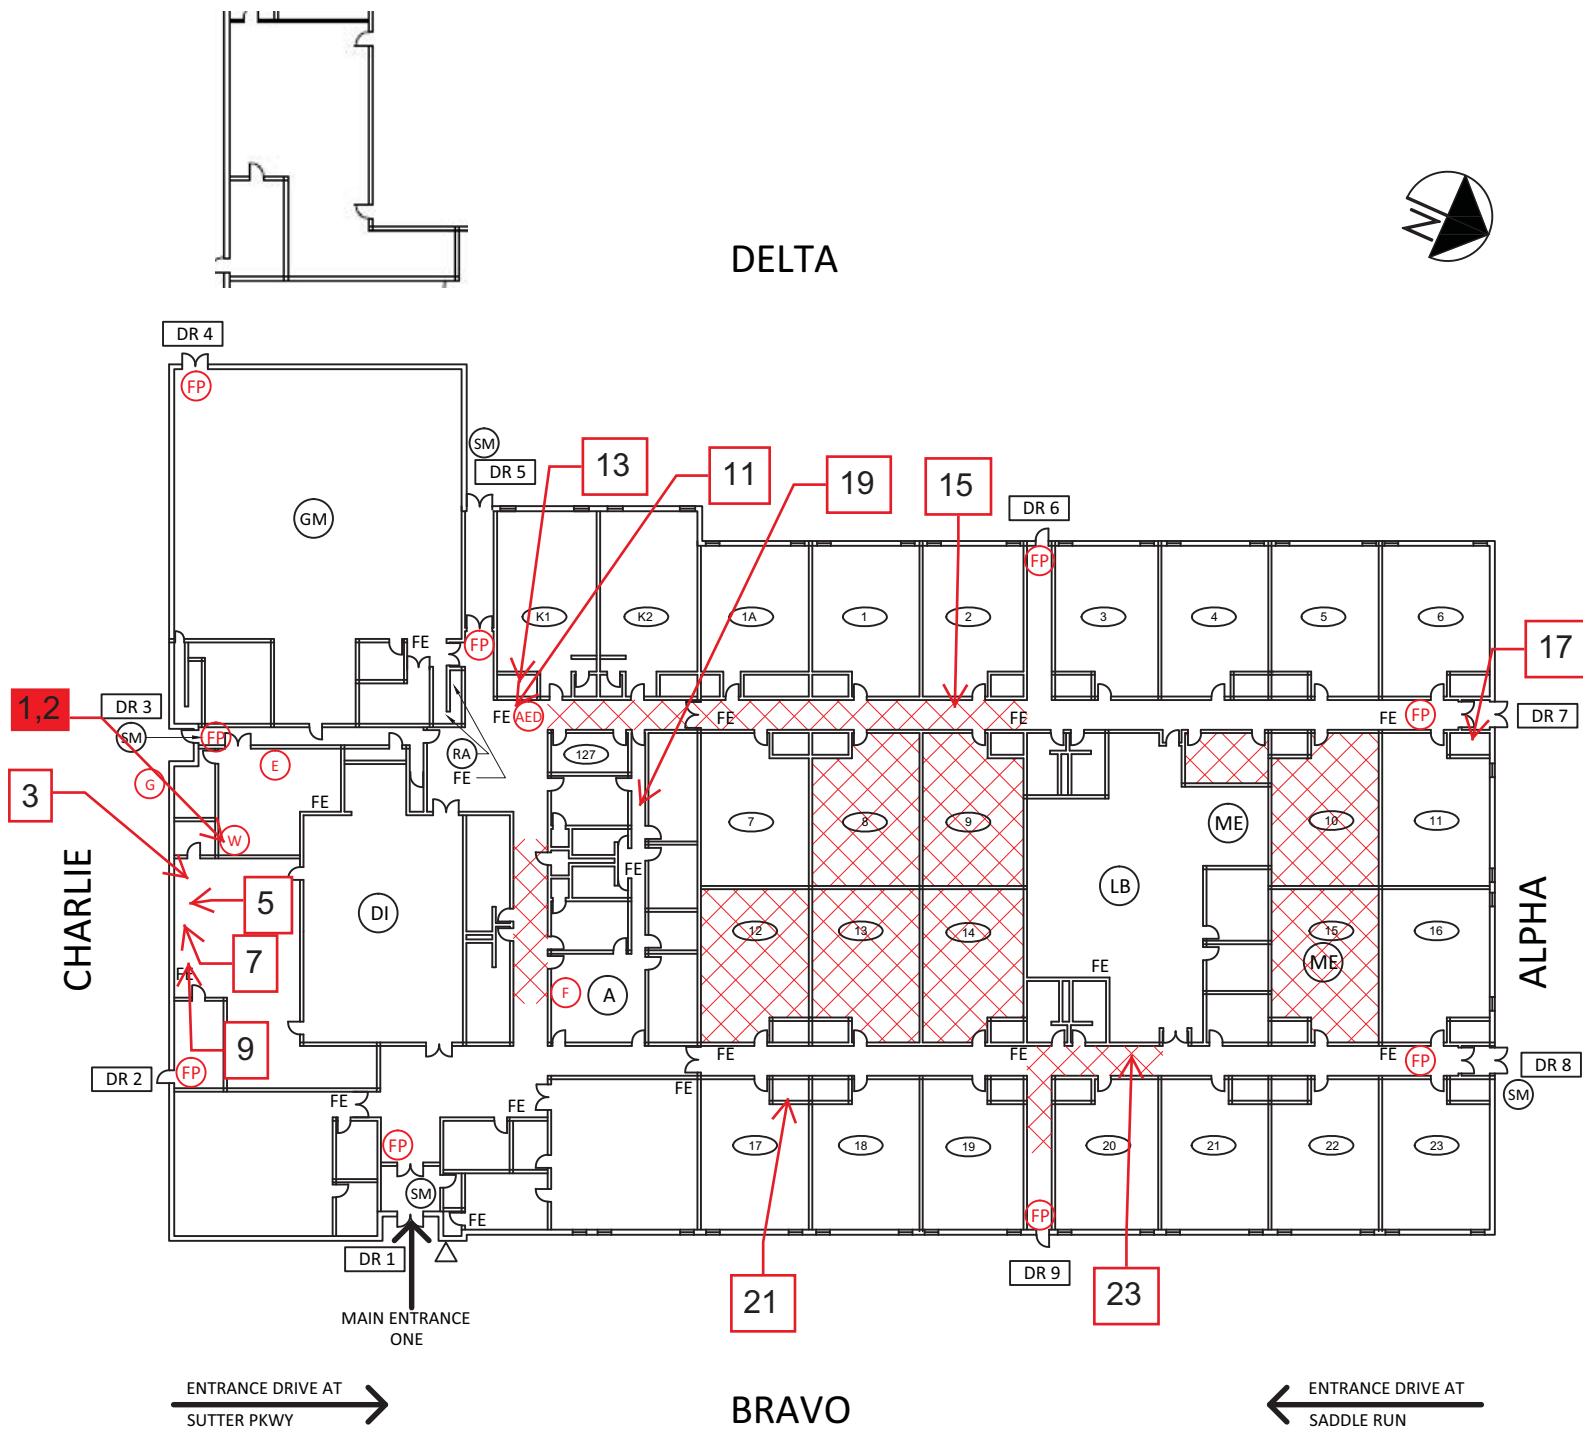 DELTA
DR 4
FP
SM
DR 5
13
11
19
15
DR 6
FP
GM
K1
K2
1A
1
2
3
4
5
6
FE
FP
17
1,2
DR 3
SM
FP
FE
AED
FE
FE
FE
FP
DR 7
RA
FE
127
E
G
3
FE
W
7
8
9
ME
10
11
FE
CHARLIE
5
DI
LB
ALPHA
7
FE
F
A
12
13
14
FE
15
ME
16
9
FP
DR 2
FE
FE
FE
FP
DR 8
SM
FE
FE
FE
FP
17
18
19
20
21
22
23
SM
FE
FP
DR 1
DR 9
21
23
MAIN ENTRANCE
ONE
ENTRANCE DRIVE AT
SUTTER PKWY
BRAVO
ENTRANCE DRIVE AT
SADDLE RUN